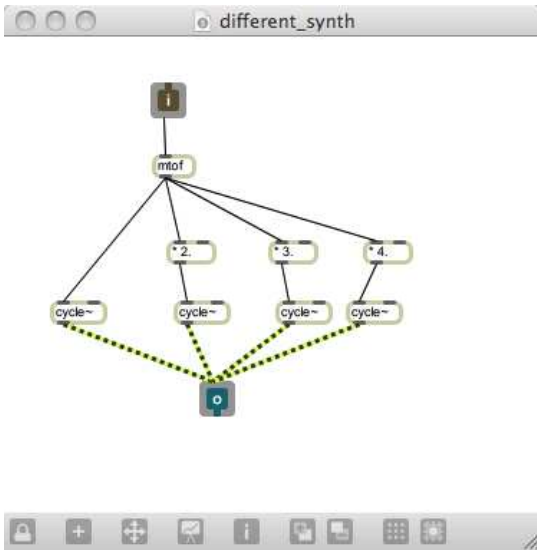 different_synth
i
mtof
* 2.
* 3.
* 4.
cycle~
cycle~
cycle~
cycle~
o
+
i